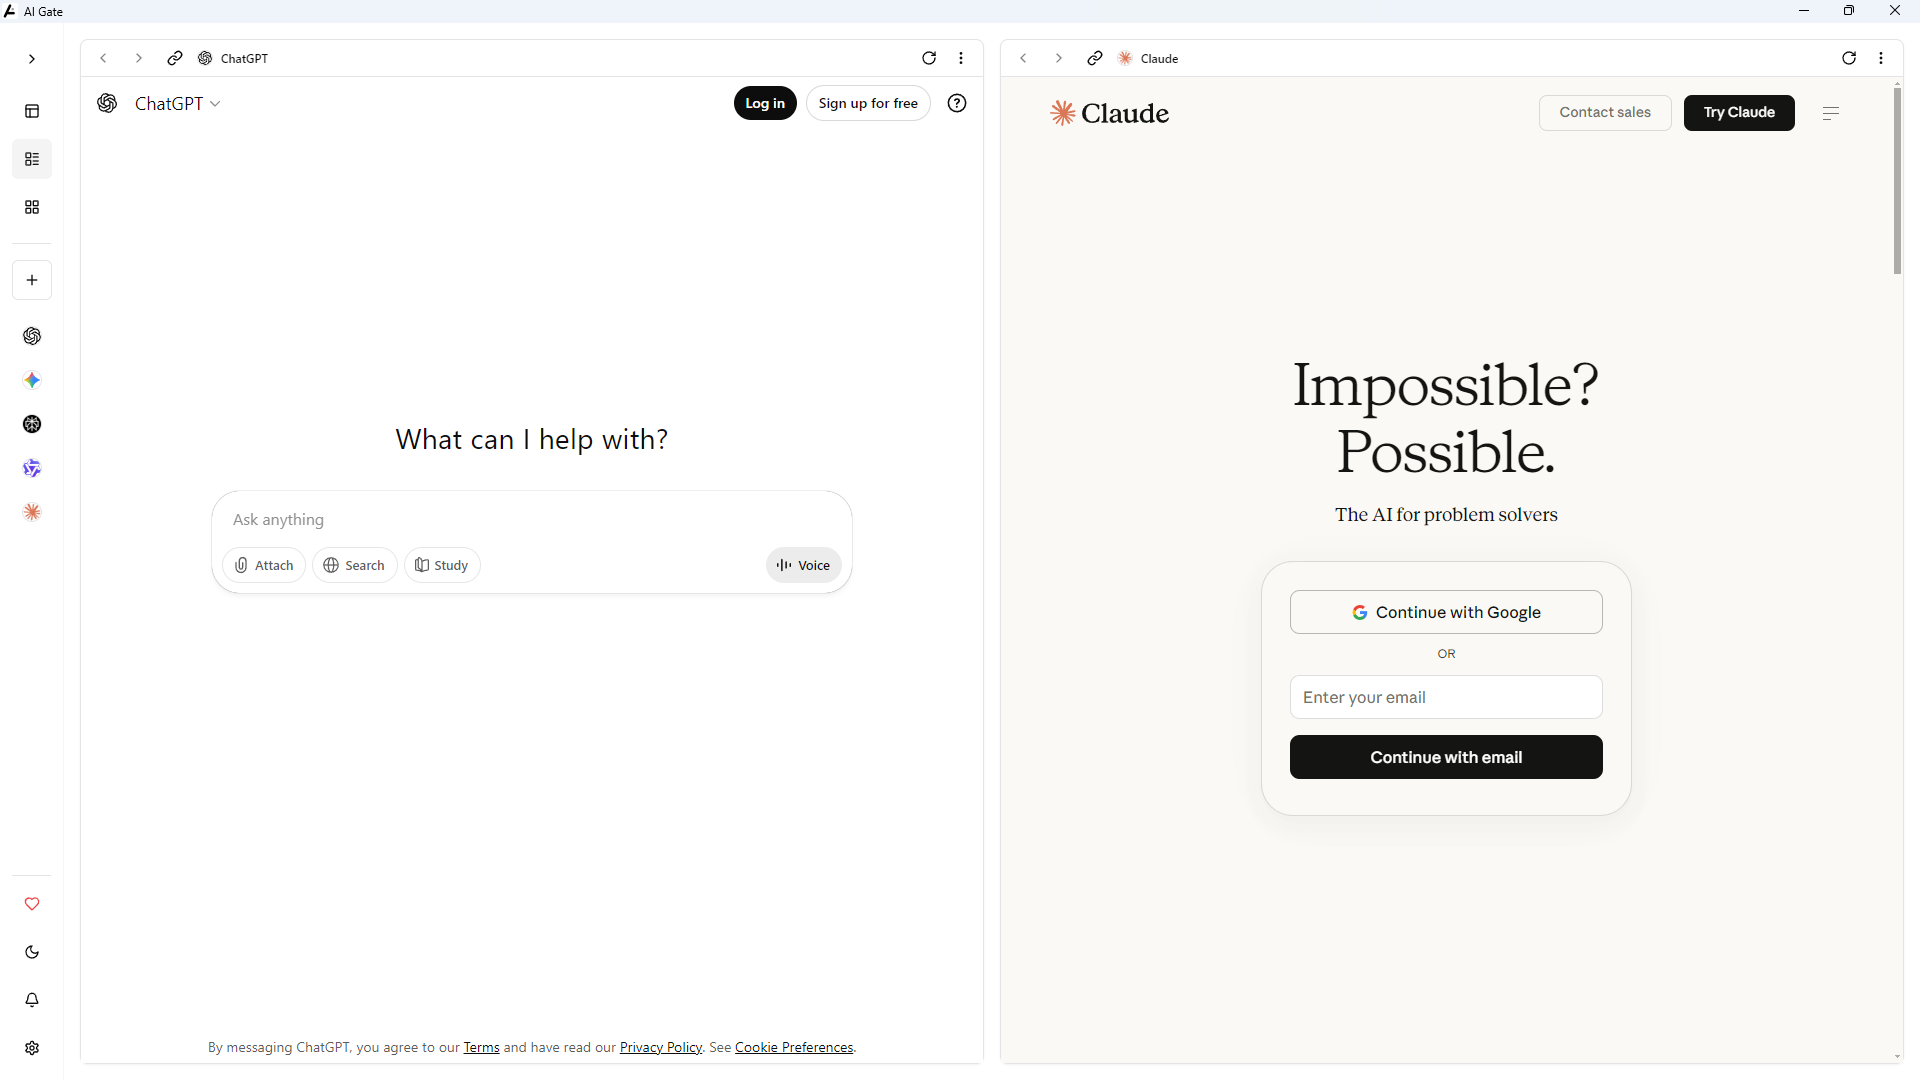 AI Gate
ChatGPT
ChatGPT
Log in
Sign up for free
What can I help with?
Ask anything
Attach
Search
Study
Voice
By messaging ChatGPT, you agree to our Terms and have read our Privacy Policy. See Cookie Preferences.
Claude
Claude
Contact sales
Try Claude
Impossible?
Possible.
The AI for problem solvers
Continue with Google
OR
Enter your email
Continue with email